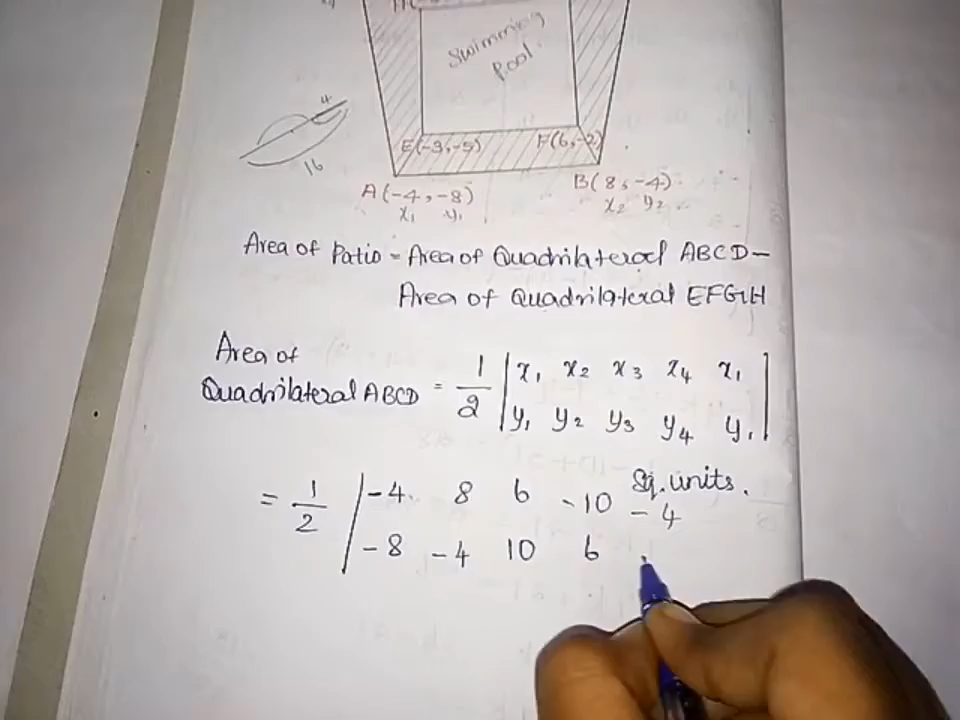 Swimming
Pool.
4
16
E(-3,-5)
F(6,-2)
A(-4,-8)
x₁ y₁
B(8,-4)
x₂ y₂
Area of Patio = Area of Quadrilateral ABCD-
Area of Quadrilateral EFGH
Area of
Quadrilateral ABCD = 1/2 | x₁ x₂ x₃ x₄ x₁
y₁ y₂ y₃ y₄ y₁ |
Sq. units.
= 1/2 | -4 8 6 -10 -4
-8 -4 10 6